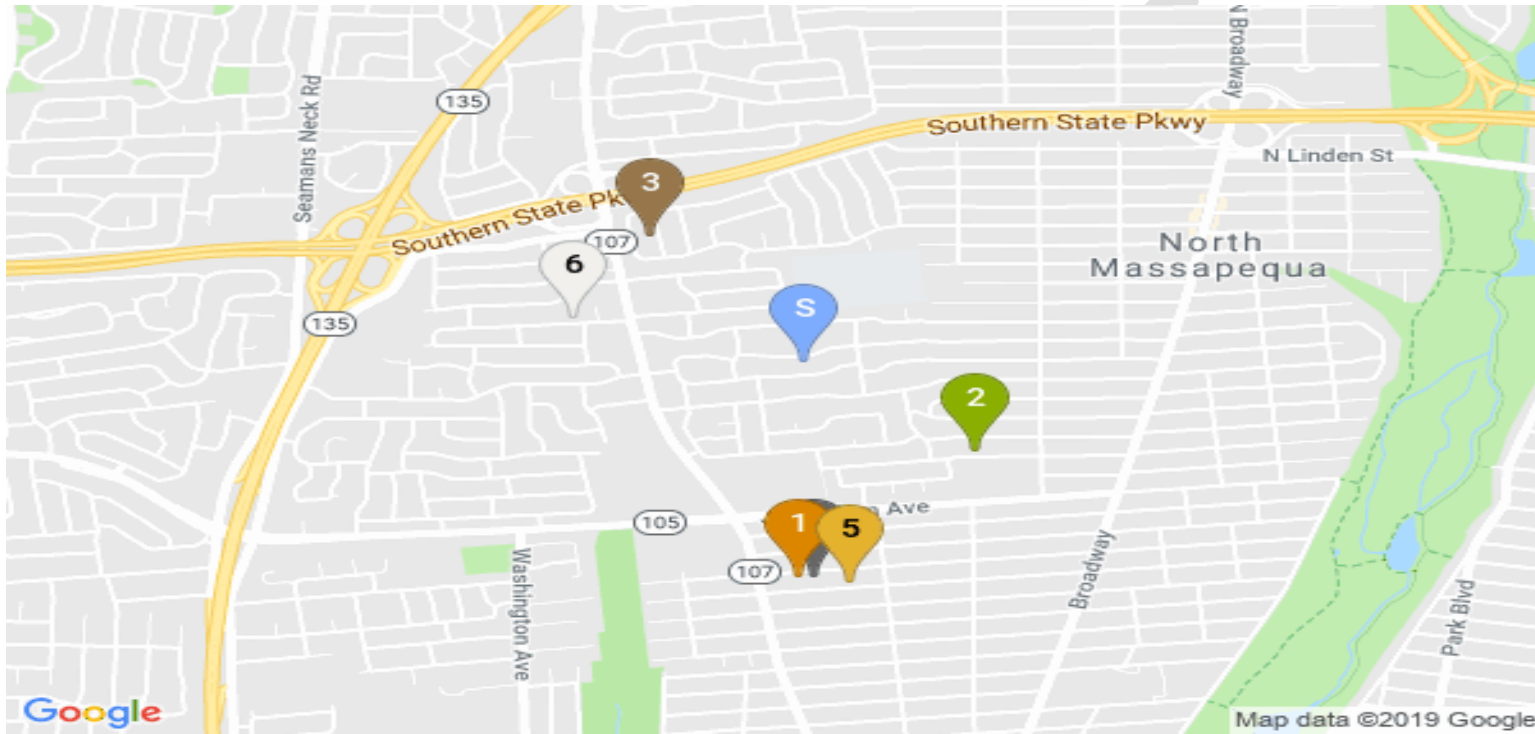 N Broadway
Seamans Neck Rd
135
Southern State Pkwy
N Linden St
3
Southern State Pk
107
North
Massapequa
6
S
135
2
Ave
1
5
105
107
Washington Ave
Broadway
Park Blvd
Google
Map data ©2019 Google